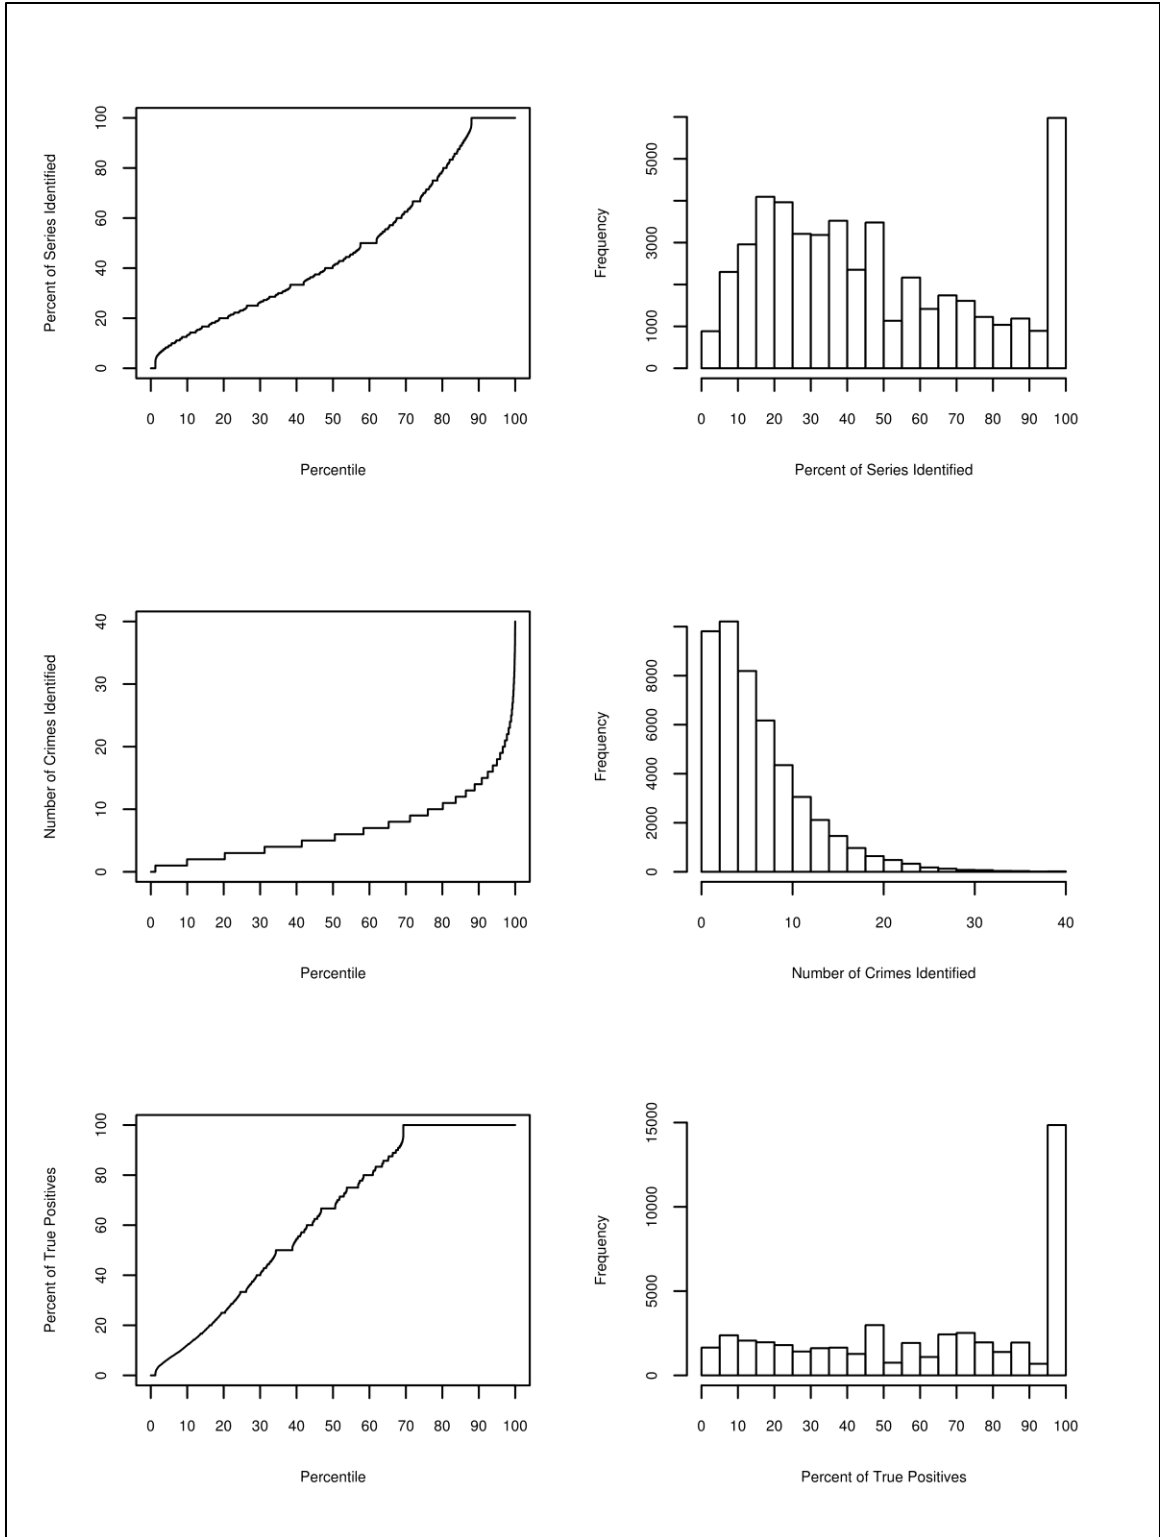 Percent of Series Identified
100
80
60
40
20
0
0 10 20 30 40 50 60 70 80 90 100
Percentile
Frequency
5000
3000
1000
0
0 10 20 30 40 50 60 70 80 90 100
Percent of Series Identified
Number of Crimes Identified
40
30
20
10
0
0 10 20 30 40 50 60 70 80 90 100
Percentile
Frequency
8000
6000
4000
2000
0
0 10 20 30 40
Number of Crimes Identified
Percent of True Positives
100
80
60
40
20
0
0 10 20 30 40 50 60 70 80 90 100
Percentile
Frequency
15000
10000
5000
0
0 10 20 30 40 50 60 70 80 90 100
Percent of True Positives